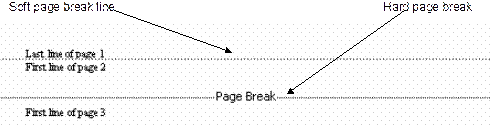 Soft page break line
Hard page break
Last line of page 1
First line of page 2
Page Break
First line of page 3